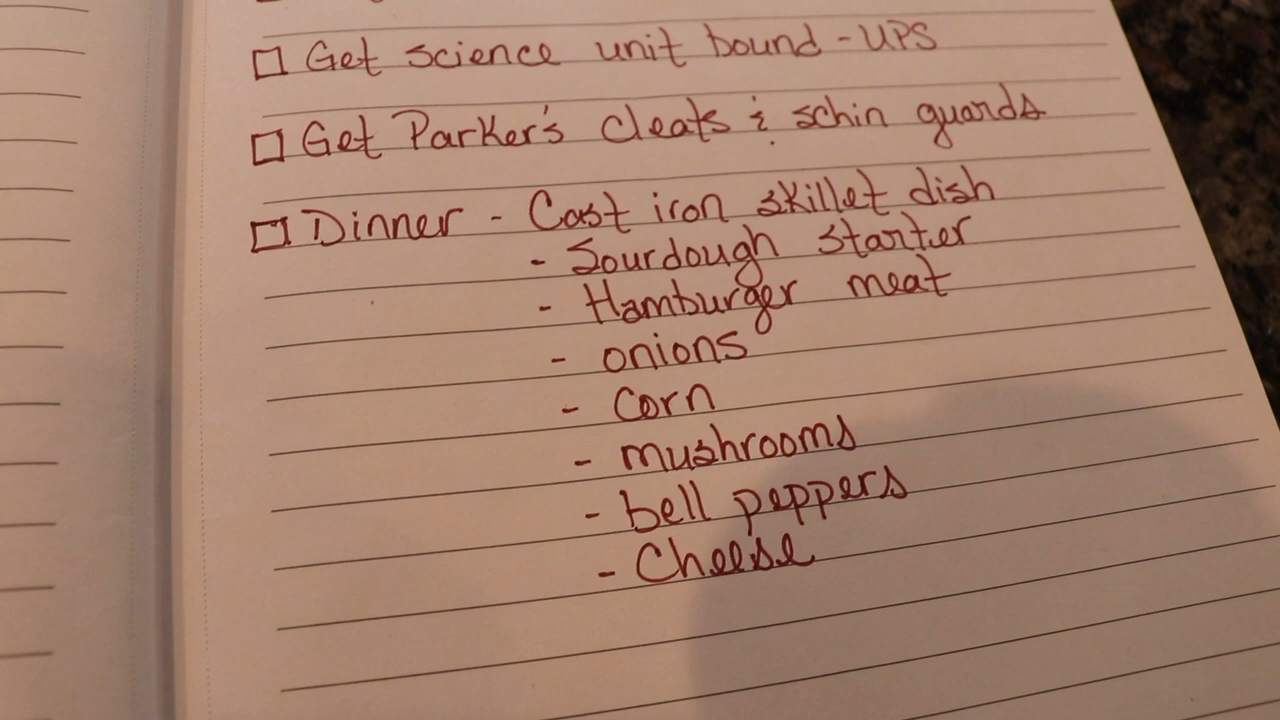 ☐ Get science unit bound - UPS
☐ Get Parker's cleats & schin guards
☐ Dinner - Cast iron skillet dish
- Sourdough starter
- Hamburger meat
- onions
- Corn
- mushrooms
- bell peppers
- Cheese